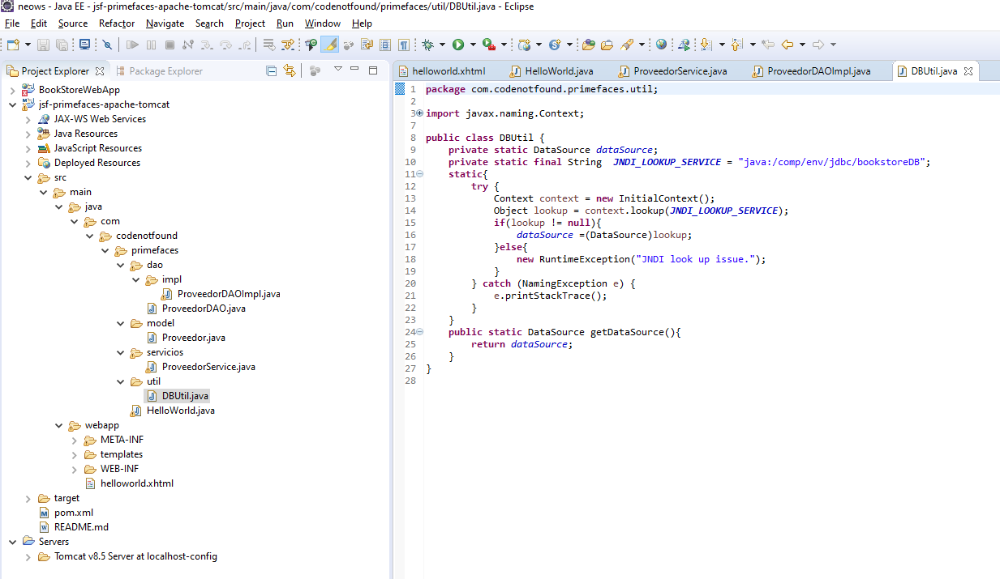 neows - Java EE - jsf-primefaces-apache-tomcat/src/main/java/com/codenotfound/primefaces/util/DBUtil.java - Eclipse
File Edit Source Refactor Navigate Search Project Run Window Help
Project Explorer Package Explorer
BookStoreWebApp
jsf-primefaces-apache-tomcat
JAX-WS Web Services
Java Resources
JavaScript Resources
Deployed Resources
src
main
java
com
codenotfound
primefaces
dao
impl
ProveedorDAOImpl.java
ProveedorDAO.java
model
Proveedor.java
servicios
ProveedorService.java
util
DBUtil.java
HelloWorld.java
webapp
META-INF
templates
WEB-INF
helloworld.xhtml
target
pom.xml
README.md
Servers
Tomcat v8.5 Server at localhost-config
helloworld.xhtml HelloWorld.java ProveedorService.java ProveedorDAOImpl.java DBUtil.java
1 package com.codenotfound.primefaces.util;
2
3 import javax.naming.Context;
7
8 public class DBUtil {
9     private static DataSource dataSource;
10     private static final String  JNDI_LOOKUP_SERVICE = "java:/comp/env/jdbc/bookstoreDB";
11     static{
12         try {
13             Context context = new InitialContext();
14             Object lookup = context.lookup(JNDI_LOOKUP_SERVICE);
15             if(lookup != null){
16                 dataSource =(DataSource)lookup;
17             }else{
18                 new RuntimeException("JNDI look up issue.");
19             }
20         } catch (NamingException e) {
21             e.printStackTrace();
22         }
23     }
24     public static DataSource getDataSource(){
25         return dataSource;
26     }
27 }
28